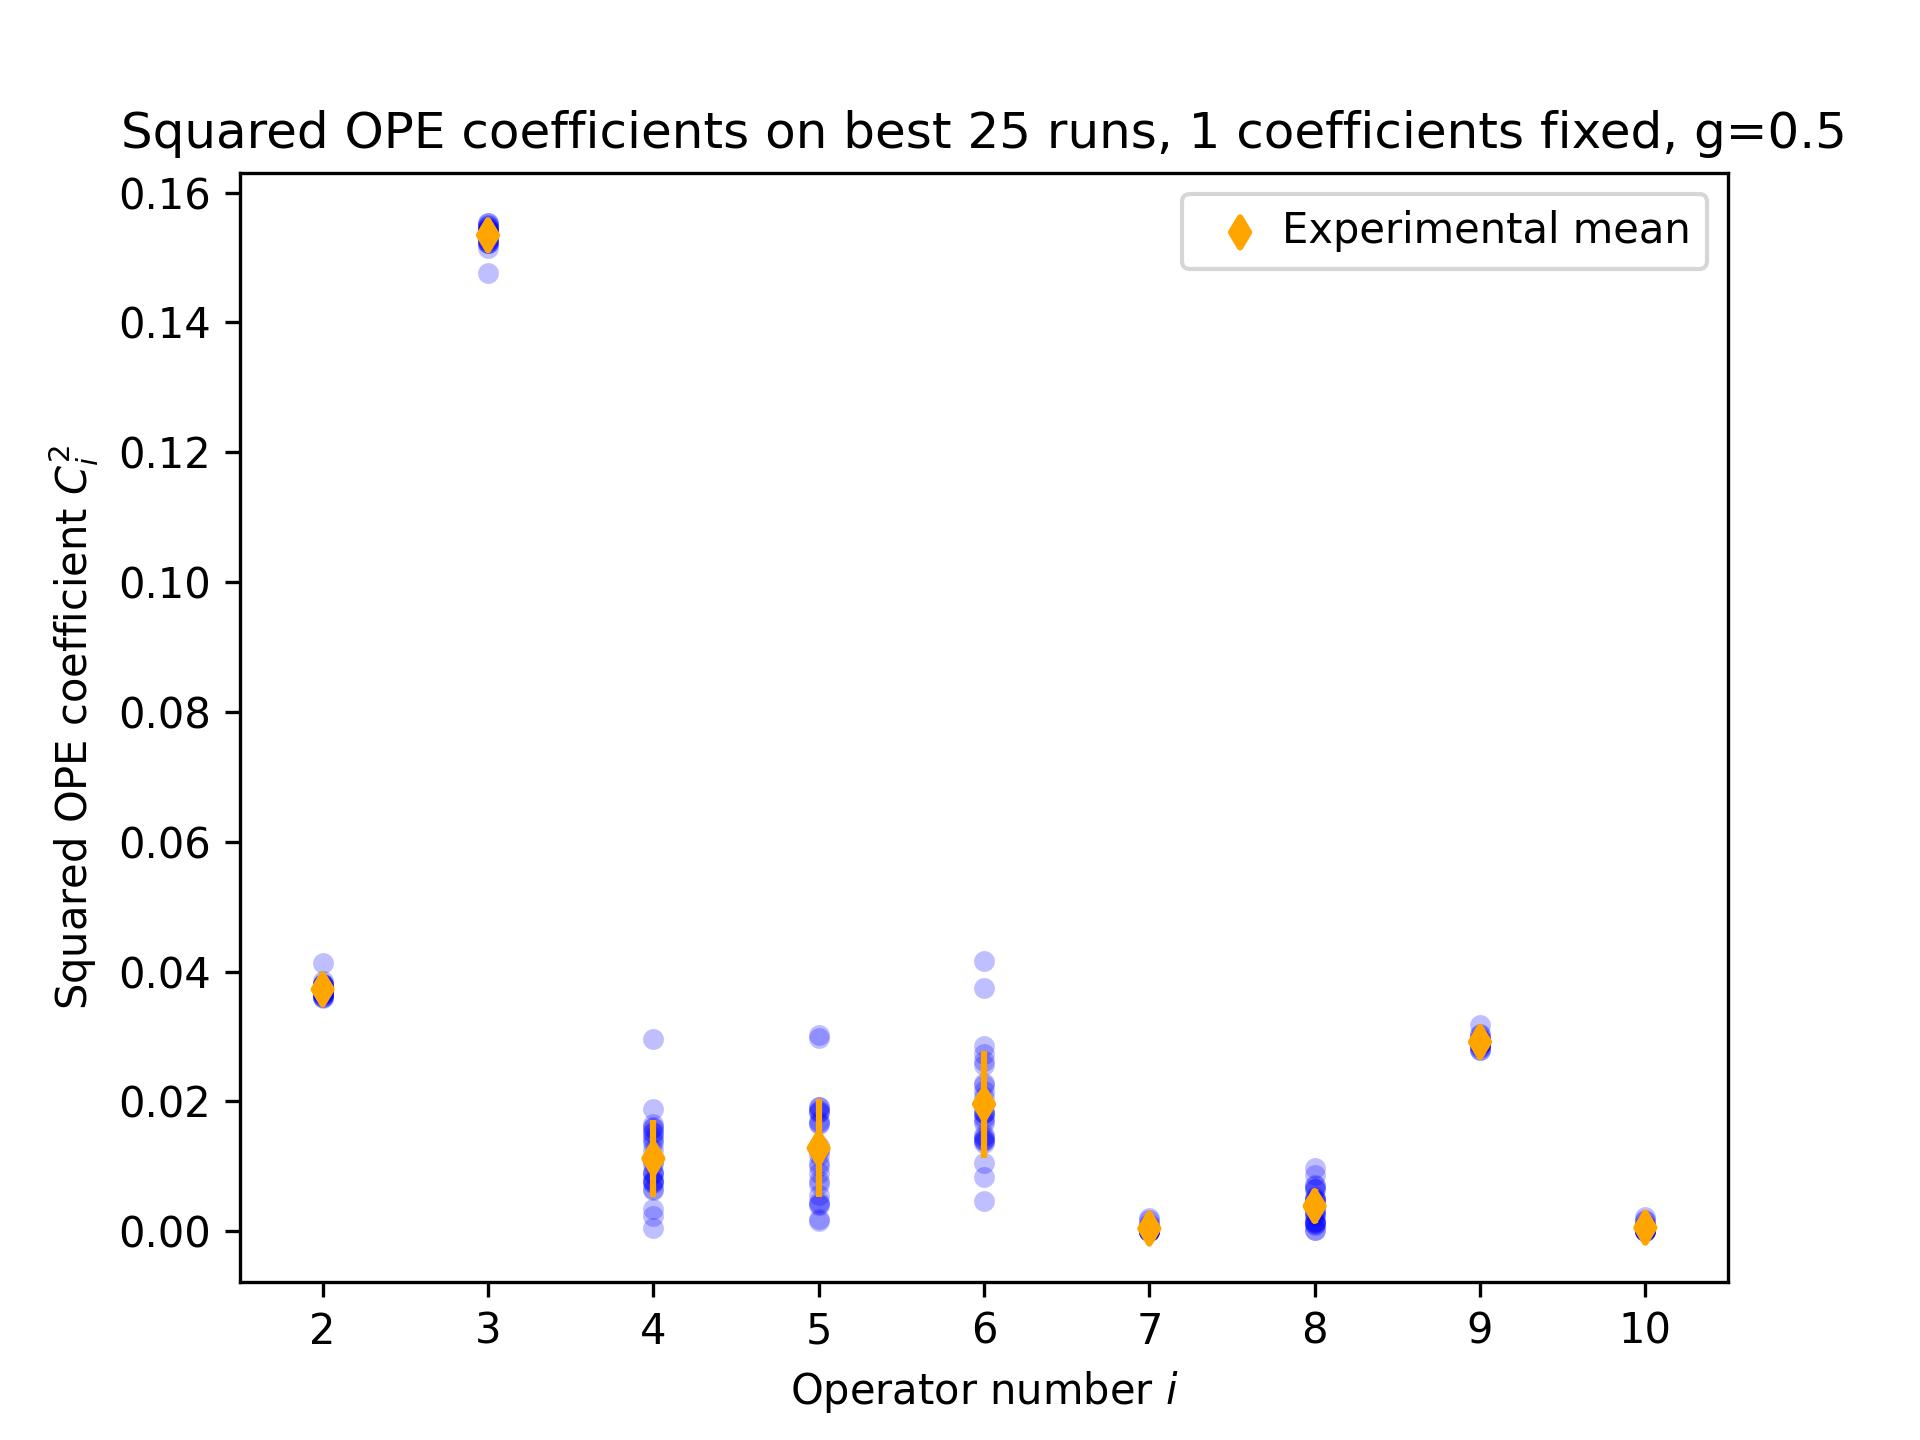 Squared OPE coefficients on best 25 runs, 1 coefficients fixed, g=0.5
Experimental mean
Squared OPE coefficient $C_i^2$
0.16
0.14
0.12
0.10
0.08
0.06
0.04
0.02
0.00
2 3 4 5 6 7 8 9 10
Operator number i